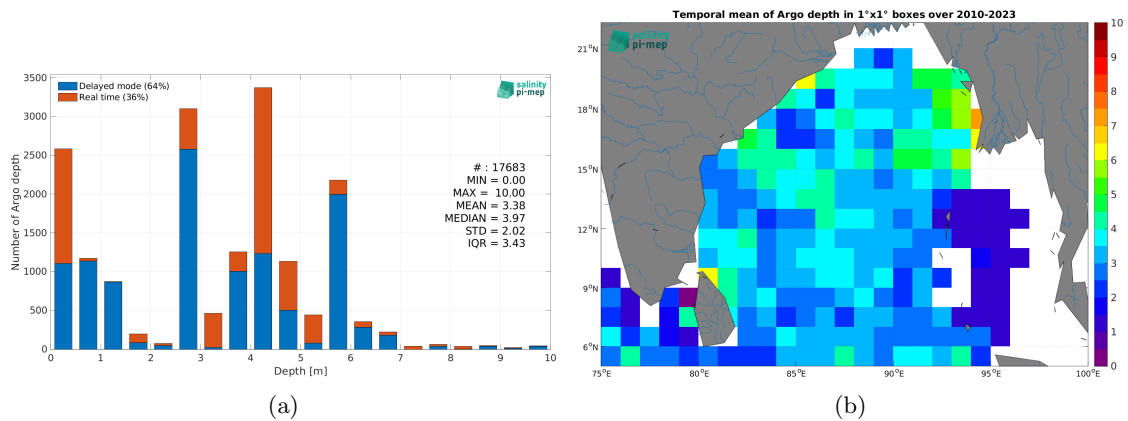 3500
3000
2500
2000
1500
1000
500
0
Number of Argo depth
Delayed mode (64%)
Real time (36%)
salinity
pi-mep
# : 17683
MIN = 0.00
MAX = 10.00
MEAN = 3.38
MEDIAN = 3.97
STD = 2.02
IQR = 3.43
0 1 2 3 4 5 6 7 8 9 10
Depth [m]
(a)
Temporal mean of Argo depth in 1°x1° boxes over 2010-2023
salinity
pi-mep
21°N
18°N
15°N
12°N
9°N
6°N
75°E 80°E 85°E 90°E 95°E 100°E
10
9
8
7
6
5
4
3
2
1
0
(b)